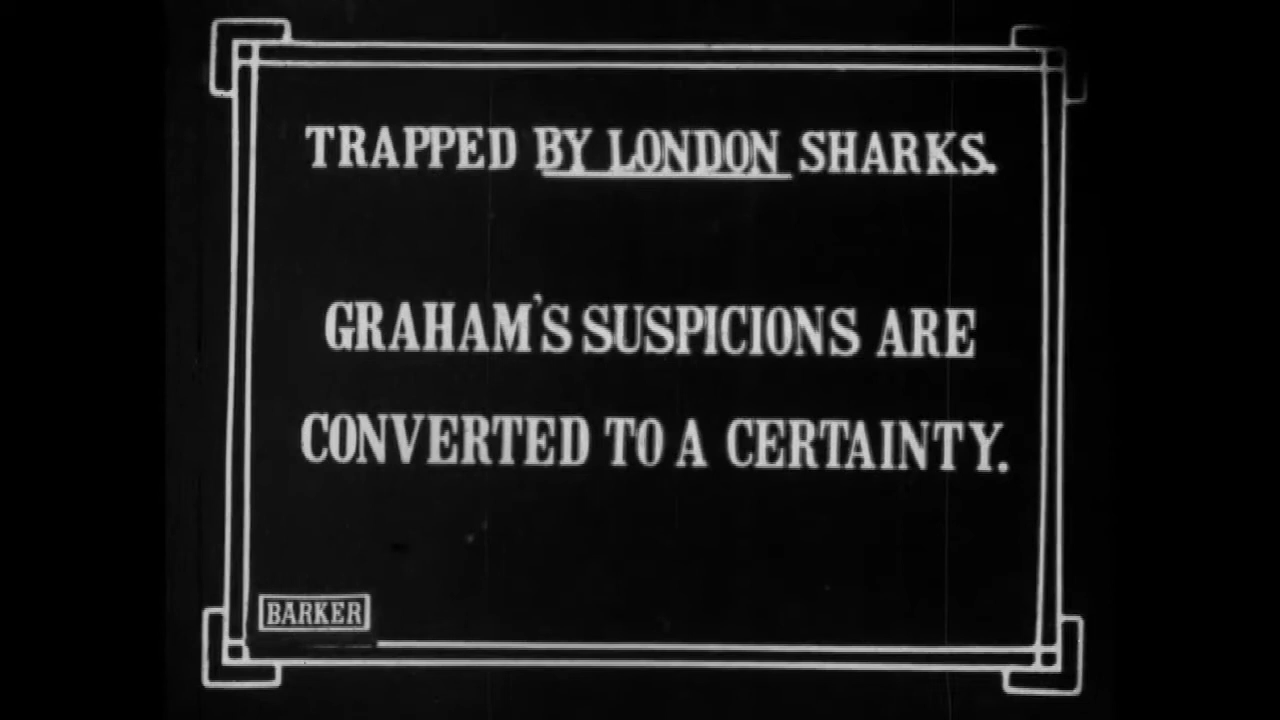 TRAPPED BY LONDON SHARKS.
GRAHAM'S SUSPICIONS ARE
CONVERTED TO A CERTAINTY.
BARKER